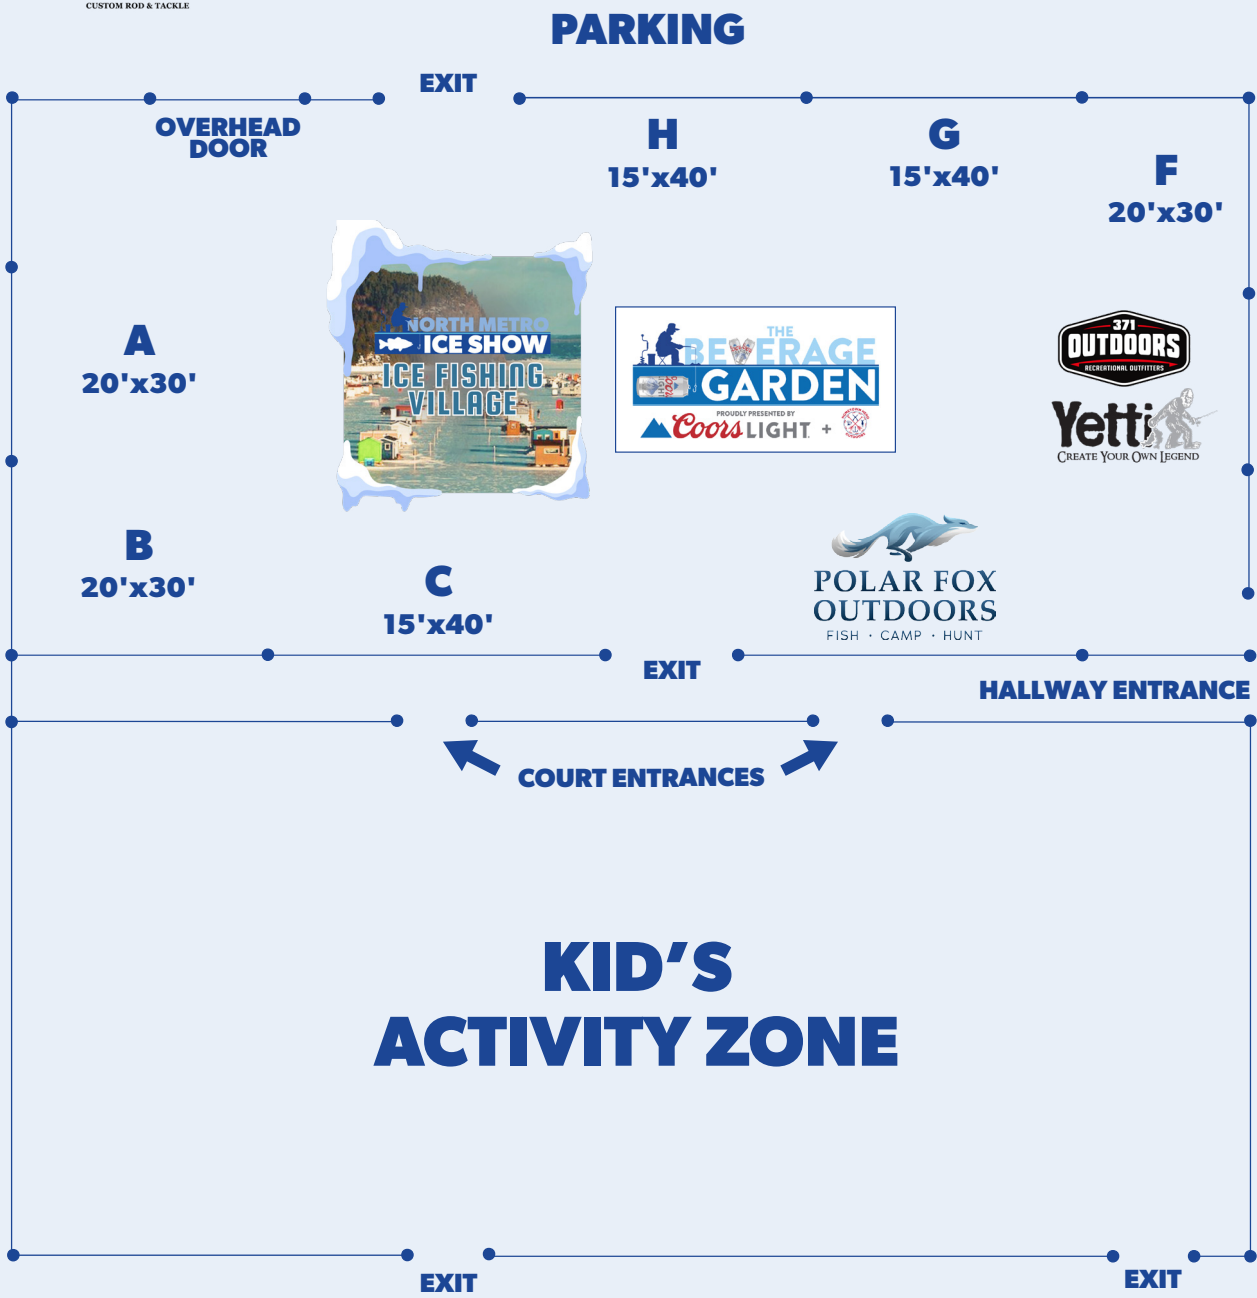 CUSTOM ROD & TACKLE
PARKING
EXIT
OVERHEAD
DOOR
H
15'x40'
G
15'x40'
F
20'x30'
A
20'x30'
NORTH METRO
ICE SHOW
ICE FISHING
VILLAGE
THE
BEVERAGE
GARDEN
PROUDLY PRESENTED BY
Coors LIGHT +
371
OUTDOORS
RECREATIONAL OUTFITTERS
Yetti
CREATE YOUR OWN LEGEND
B
20'x30'
C
15'x40'
POLAR FOX
OUTDOORS
FISH · CAMP · HUNT
EXIT
HALLWAY ENTRANCE
COURT ENTRANCES
KID’S
ACTIVITY ZONE
EXIT
EXIT